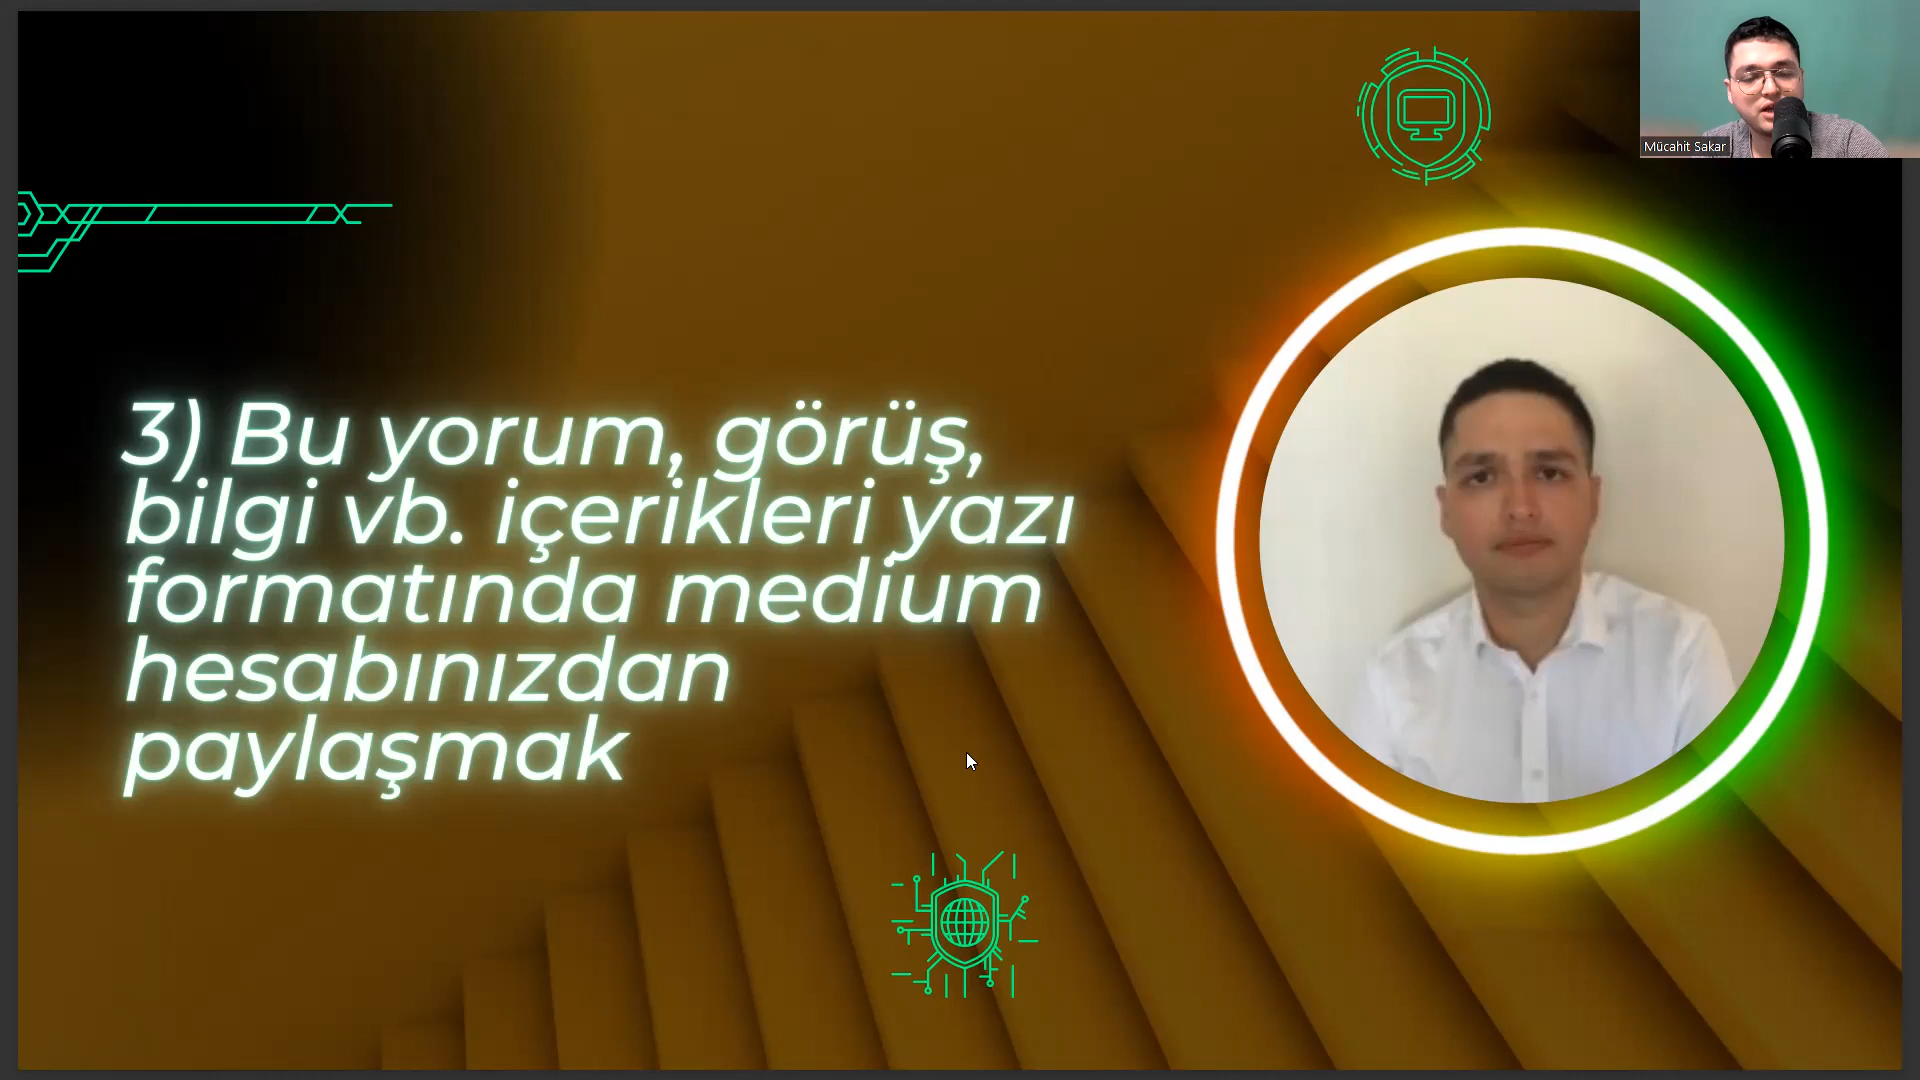 Mücahit Sakar
3) Bu yorum, görüş,
bilgi vb. içerikleri yazı
formatında medium
hesabınızdan
paylaşmak